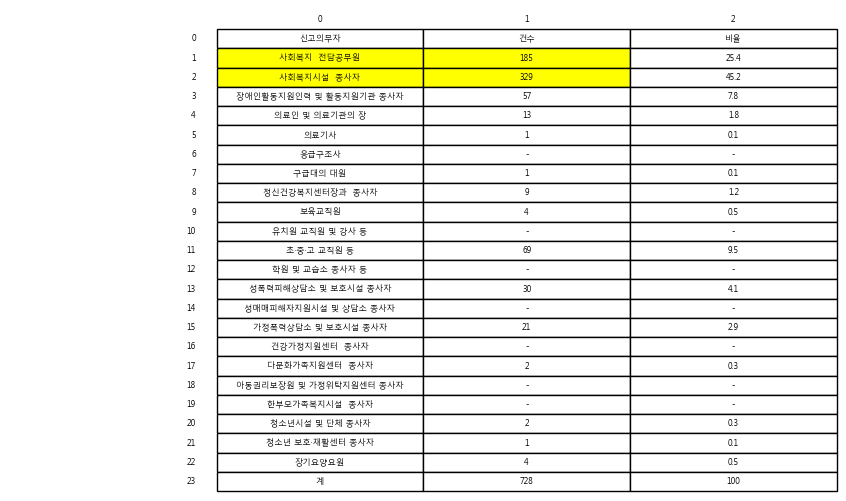 0 1 2
0 신고의무자 건수 비율
1 사회복지 전담공무원 185 25.4
2 사회복지시설 종사자 329 45.2
3 장애인활동지원인력 및 활동지원기관 종사자 57 7.8
4 의료인 및 의료기관의 장 13 1.8
5 의료기사 1 0.1
6 응급구조사 - -
7 구급대의 대원 1 0.1
8 정신건강복지센터장과 종사자 9 1.2
9 보육교직원 4 0.5
10 유치원 교직원 및 강사 등 - -
11 초·중·고 교직원 등 69 9.5
12 학원 및 교습소 종사자 등 - -
13 성폭력피해상담소 및 보호시설 종사자 30 4.1
14 성매매피해자지원시설 및 상담소 종사자 - -
15 가정폭력상담소 및 보호시설 종사자 21 2.9
16 건강가정지원센터 종사자 - -
17 다문화가족지원센터 종사자 2 0.3
18 아동권리보장원 및 가정위탁지원센터 종사자 - -
19 한부모가족복지시설 종사자 - -
20 청소년시설 및 단체 종사자 2 0.3
21 청소년 보호·재활센터 종사자 1 0.1
22 장기요양요원 4 0.5
23 계 728 100